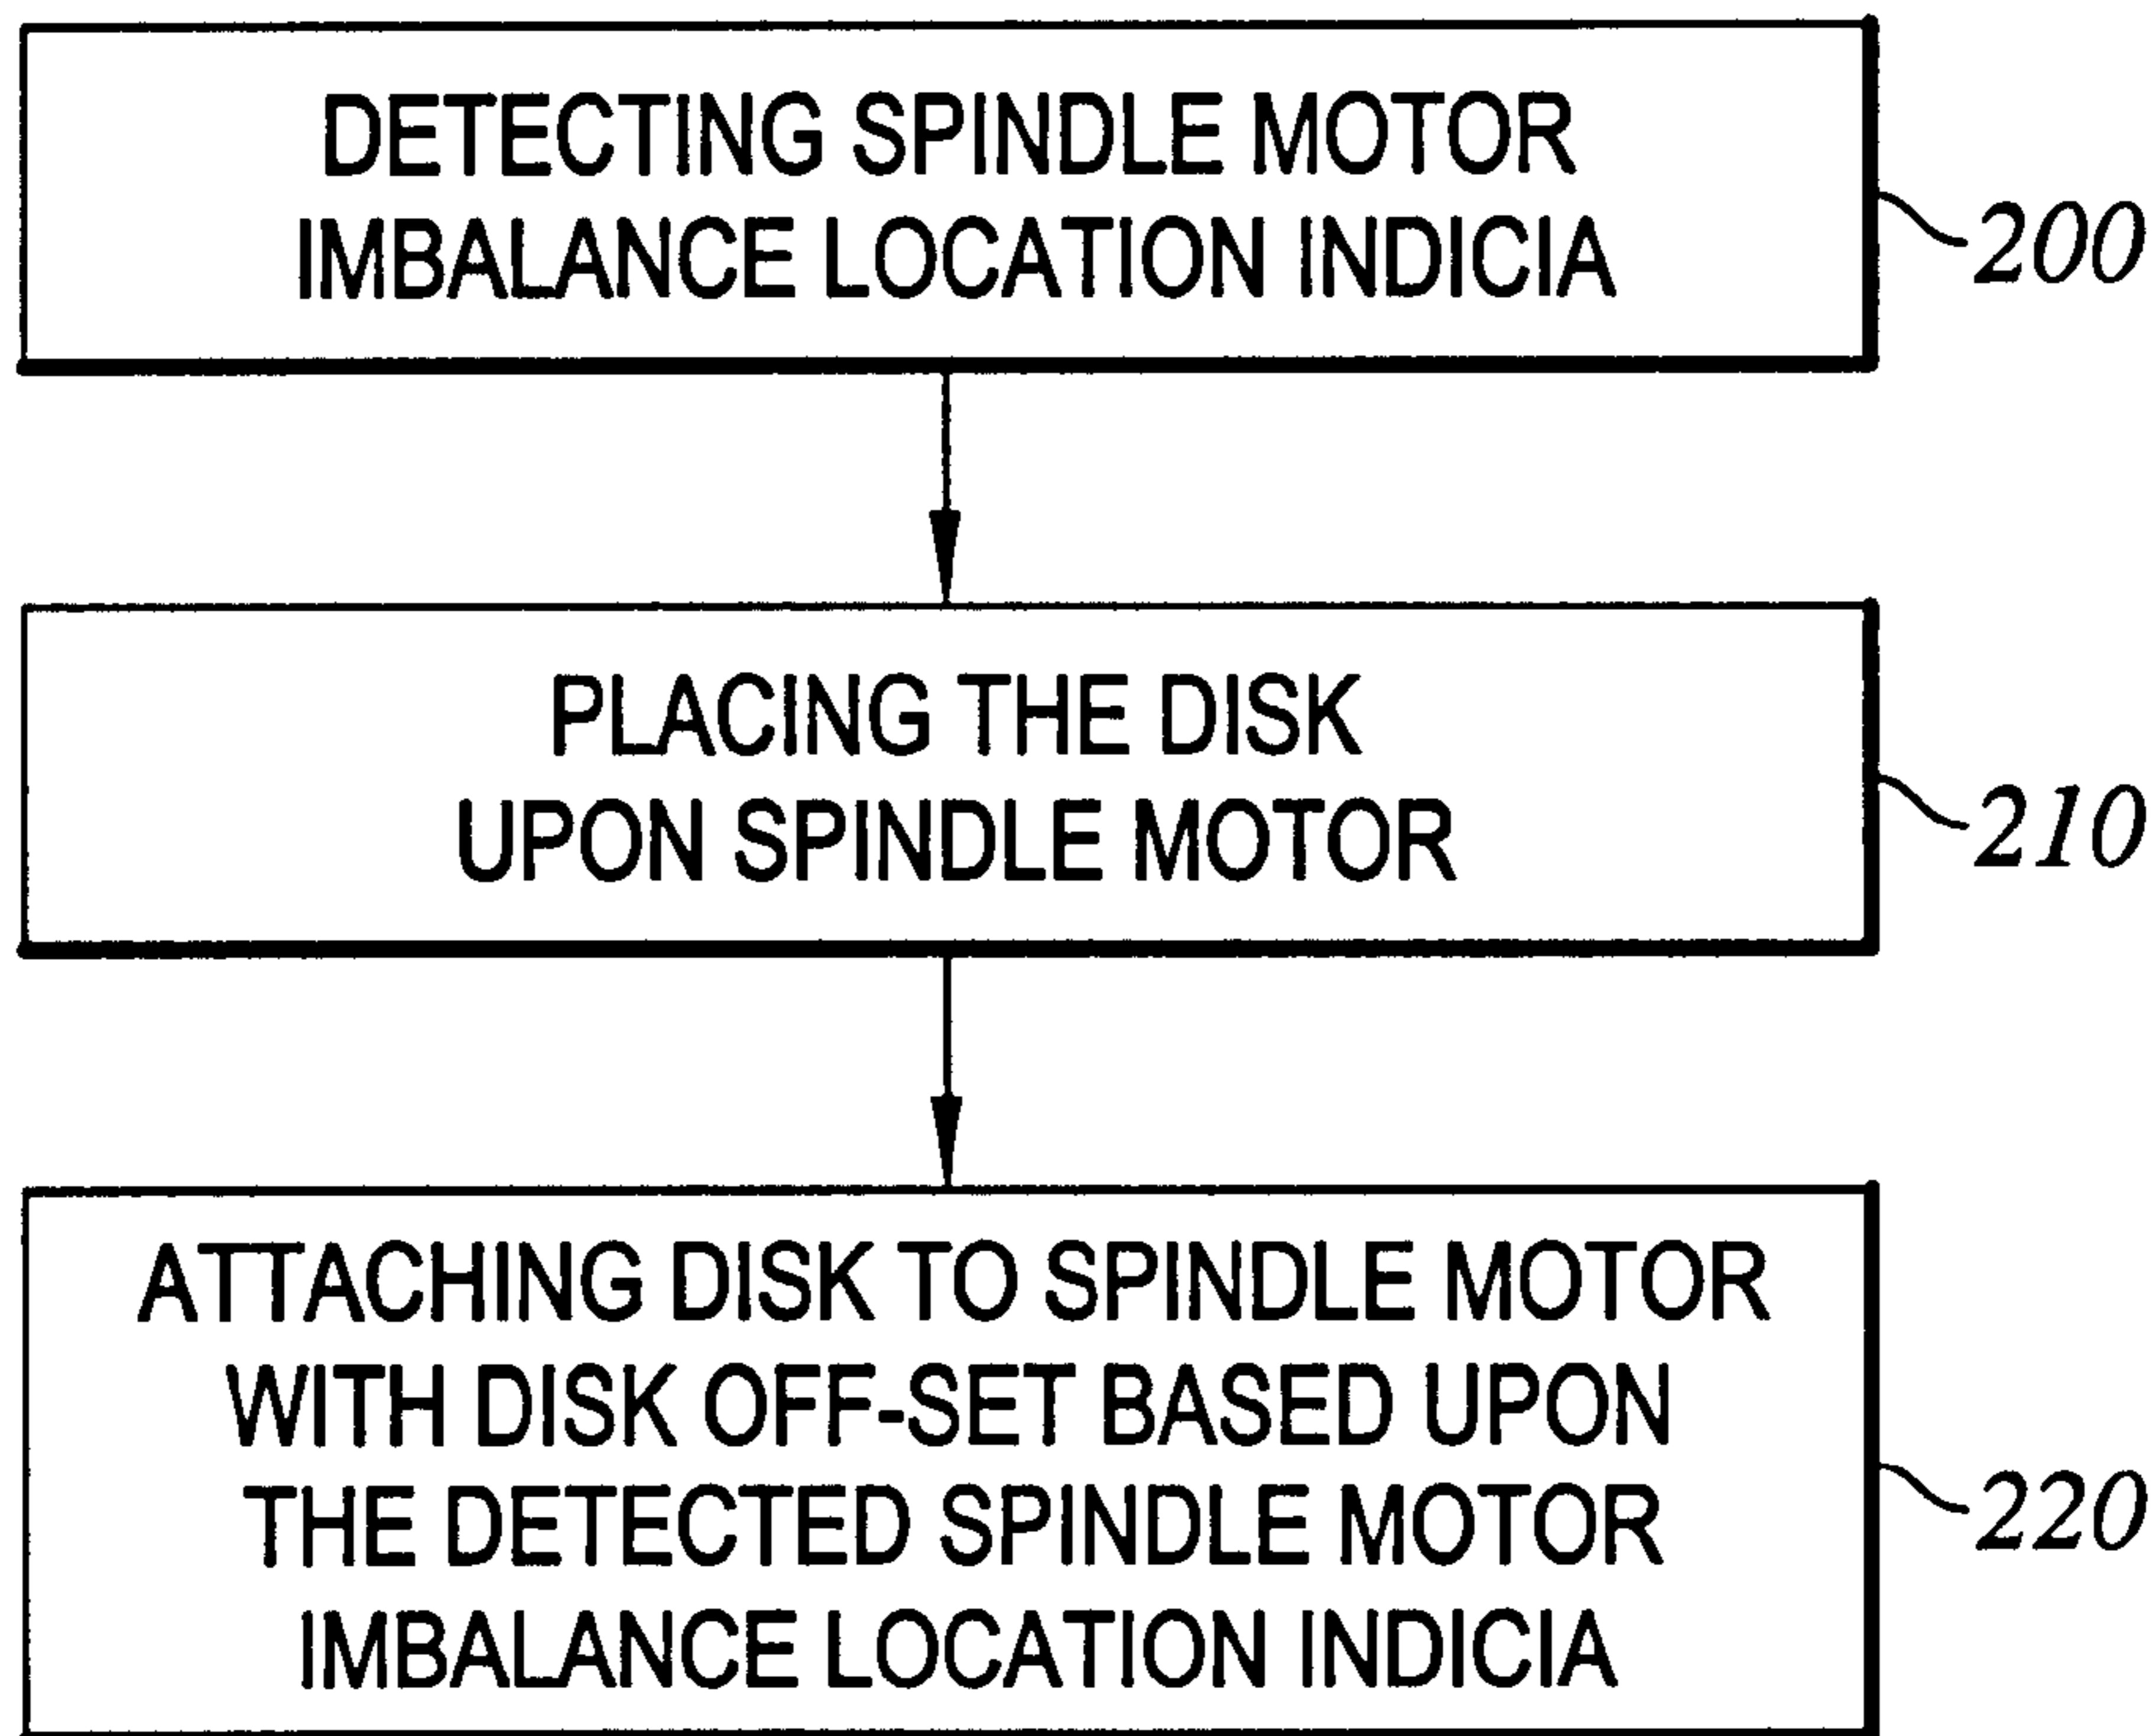 DETECTING SPINDLE MOTOR
IMBALANCE LOCATION INDICIA
200
PLACING THE DISK
UPON SPINDLE MOTOR
210
ATTACHING DISK TO SPINDLE MOTOR
WITH DISK OFF-SET BASED UPON
THE DETECTED SPINDLE MOTOR
IMBALANCE LOCATION INDICIA
220